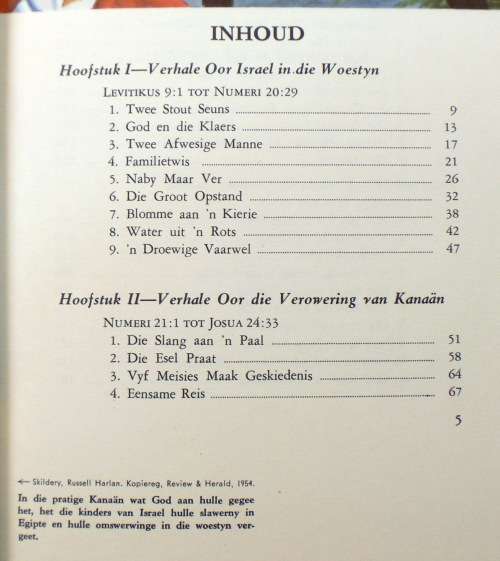 INHOUD
Hoofstuk I—Verhale Oor Israel in die Woestyn
LEVITIKUS 9:1 TOT NUMERI 20:29
1. Twee Stout Seuns 9
2. God en die Klaers 13
3. Twee Afwesige Manne 17
4. Familietwis 21
5. Naby Maar Ver 26
6. Die Groot Opstand 32
7. Blomme aan 'n Kierie 38
8. Water uit 'n Rots 42
9. 'n Droewige Vaarwel 47
Hoofstuk II—Verhale Oor die Verowering van Kanaän
NUMERI 21:1 TOT JOSUA 24:33
1. Die Slang aan 'n Paal 51
2. Die Esel Praat 58
3. Vyf Meisies Maak Geskiedenis 64
4. Eensame Reis 67
5
← Skildery, Russell Harlan. Kopiereg, Review & Herald, 1954.
In die pratige Kanaän wat God aan hulle gegee
het, het die kinders van Israel hulle slawerny in
Egipte en hulle omswerwinge in die woestyn ver-
geet.